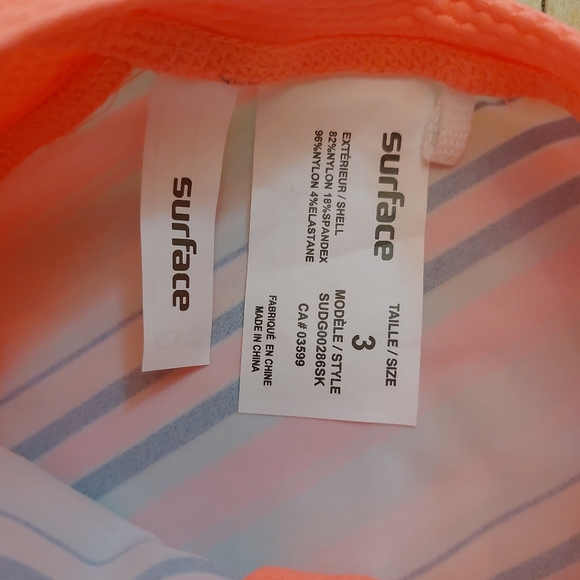 surface
surface
TAILLE / SIZE
3
MODÈLE / STYLE
SUDG00286SK
CA# 03599
EXTÉRIEUR / SHELL
82%NYLON 18%SPANDEX
96%NYLON 4%ELASTANE
FABRIQUÉ EN CHINE
MADE IN CHINA